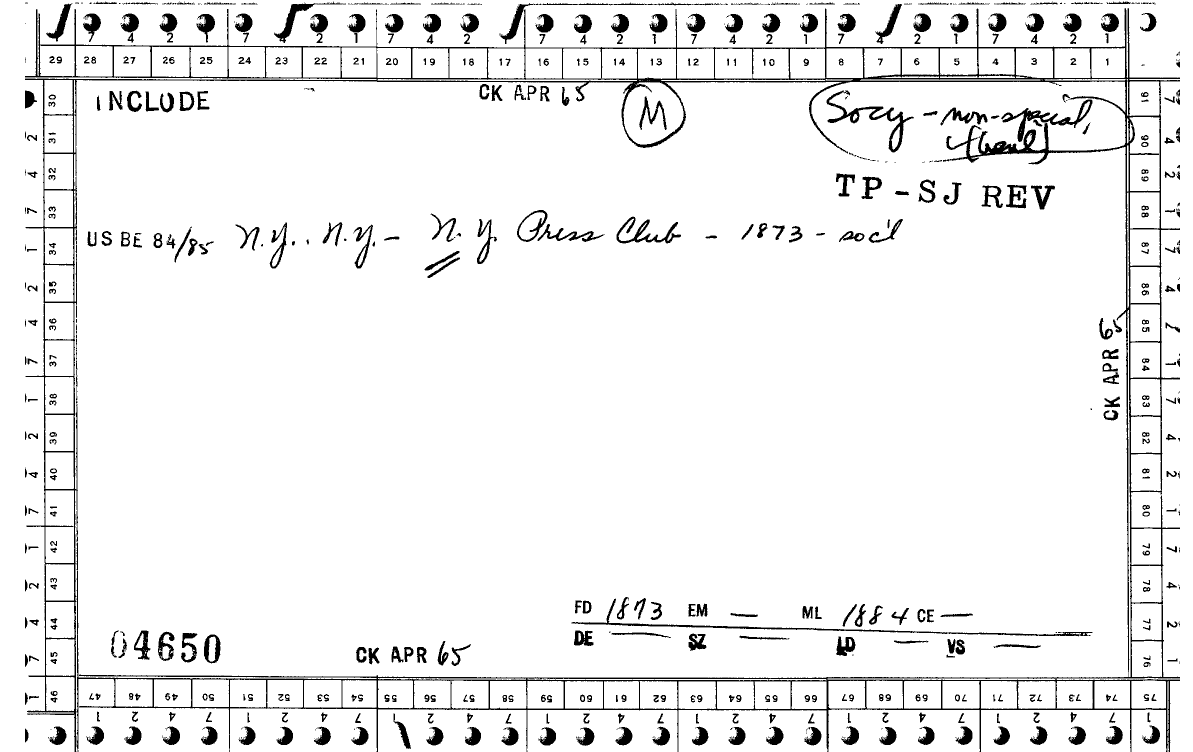 7 4 2 1 7 4 2 1 7 4 2 1 7 4 2 1 7 4 2 1 7 4 2 1 7 4 2 1
29 28 27 26 25 24 23 22 21 20 19 18 17 16 15 14 13 12 11 10 9 8 7 6 5 4 3 2 1
INCLUDE
CK APR 65
M
Socy - non-special,
TP-SJ REV
US BE 84/85 N.Y., N.Y. - N.Y. Press Club - 1873 - soc'l
CK APR 65
FD 1873 EM — ML 1884 CE —
DE — SZ — LD — VS —
04650
CK APR 65
30 31 32 33 34 35 36 37 38 39 40 41 42 43 44 45 46
91 90 89 88 87 86 85 84 83 82 81 80 79 78 77 76
47 48 49 50 51 52 53 54 55 56 57 58 59 60 61 62 63 64 65 66 67 68 69 70 71 72 73 74 75
1 2 4 7 1 2 4 7 1 2 4 7 1 2 4 7 1 2 4 7 1 2 4 7 1 2 4 7 1